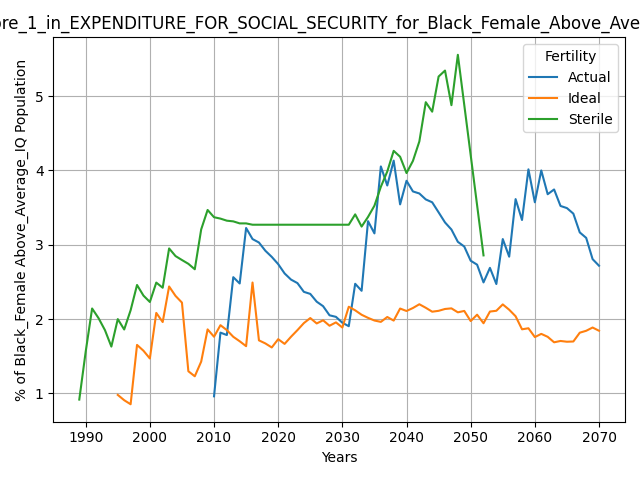 ore_1_in_EXPENDITURE_FOR_SOCIAL_SECURITY_for_Black_Female_Above_Ave
Fertility
Actual
Ideal
Sterile
% of Black_Female Above_Average_IQ Population
5
4
3
2
1
1990 2000 2010 2020 2030 2040 2050 2060 2070
Years